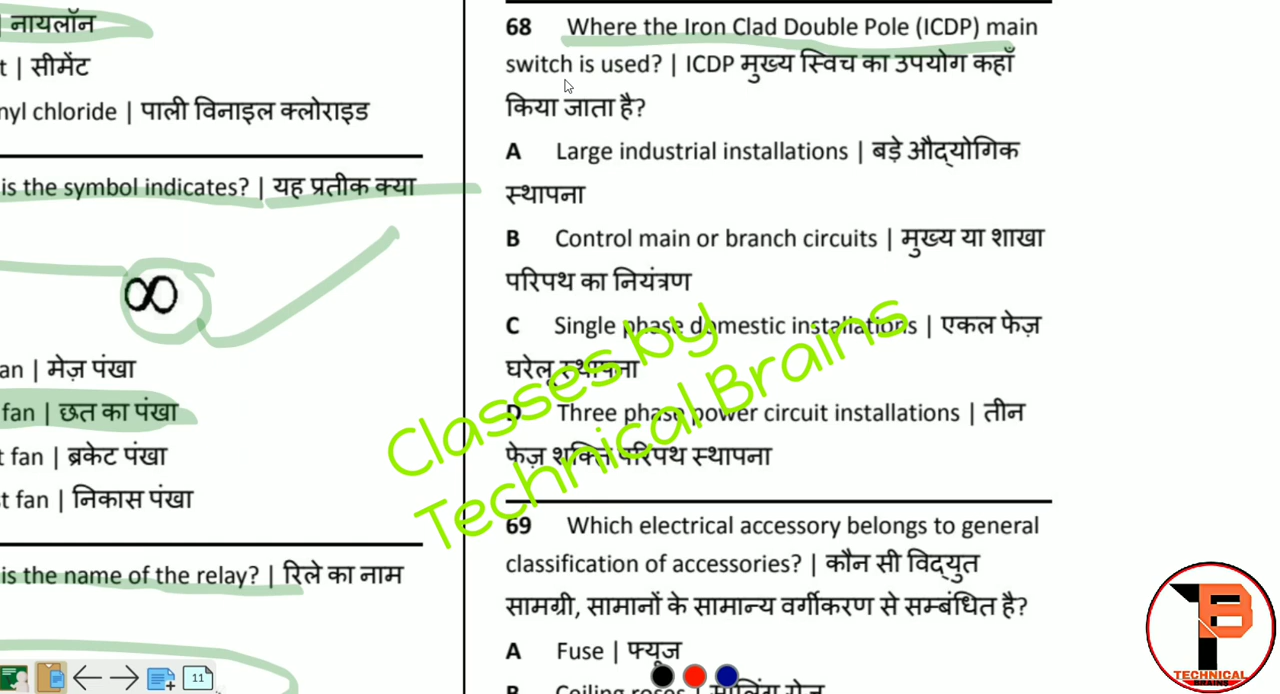 | नायलॉन
t | सीमेंट
nyl chloride | पाली विनाइल क्लोराइड
is the symbol indicates? | यह प्रतीक क्या
an | मेज़ पंखा
fan | छत का पंखा
t fan | ब्रकेट पंखा
st fan | निकास पंखा
is the name of the relay? | रिले का नाम
68 Where the Iron Clad Double Pole (ICDP) main
switch is used? | ICDP मुख्य स्विच का उपयोग कहाँ
किया जाता है?
A Large industrial installations | बड़े औद्योगिक
स्थापना
B Control main or branch circuits | मुख्य या शाखा
परिपथ का नियंत्रण
C Single phase domestic installations | एकल फेज़
घरेलू स्थापना
D Three phase power circuit installations | तीन
फेज़ शक्ति परिपथ स्थापना
69 Which electrical accessory belongs to general
classification of accessories? | कौन सी विद्युत
सामग्री, सामानों के सामान्य वर्गीकरण से सम्बंधित है?
A Fuse | फ्यूज
Classes by
Technical Brains
11
TECHNICAL
BRAINS